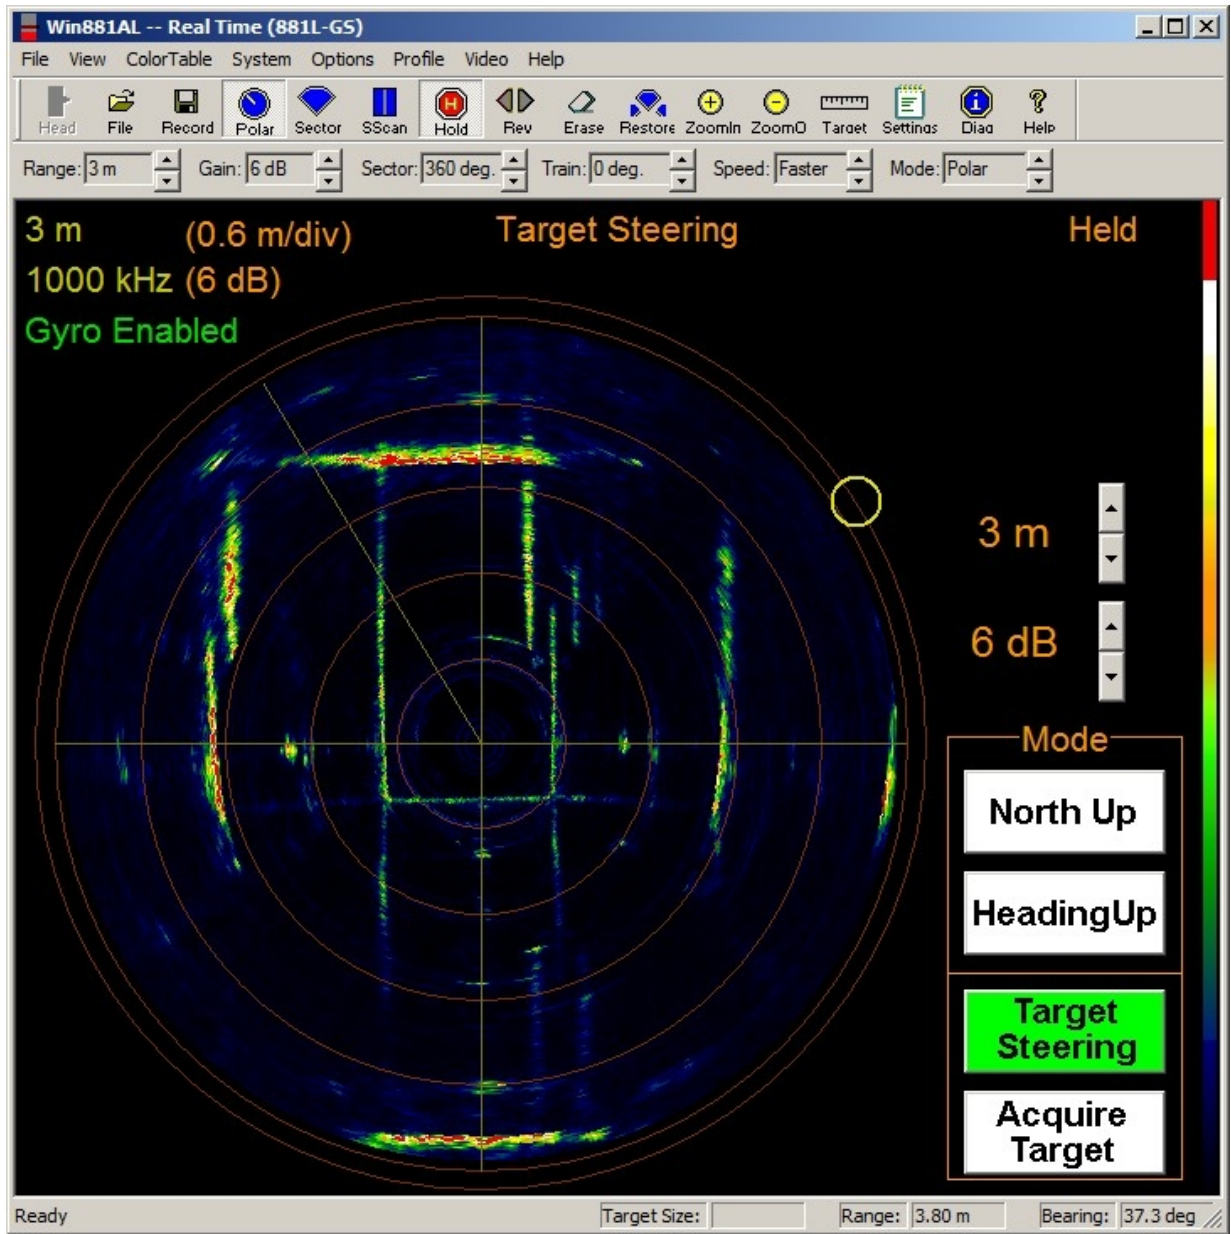 Win881AL -- Real Time (881L-GS)
File View ColorTable System Options Profile Video Help
Head File Record Polar Sector SScan Hold Rev Erase Restore ZoomIn ZoomO Target Settings Diag Help
H
Range: 3 m Gain: 6 dB Sector: 360 deg. Train: 0 deg. Speed: Faster Mode: Polar
3 m (0.6 m/div) Target Steering Held
1000 kHz (6 dB)
Gyro Enabled
3 m
6 dB
Mode
North Up
HeadingUp
Target
Steering
Acquire
Target
Ready Target Size: Range: 3.80 m Bearing: 37.3 deg